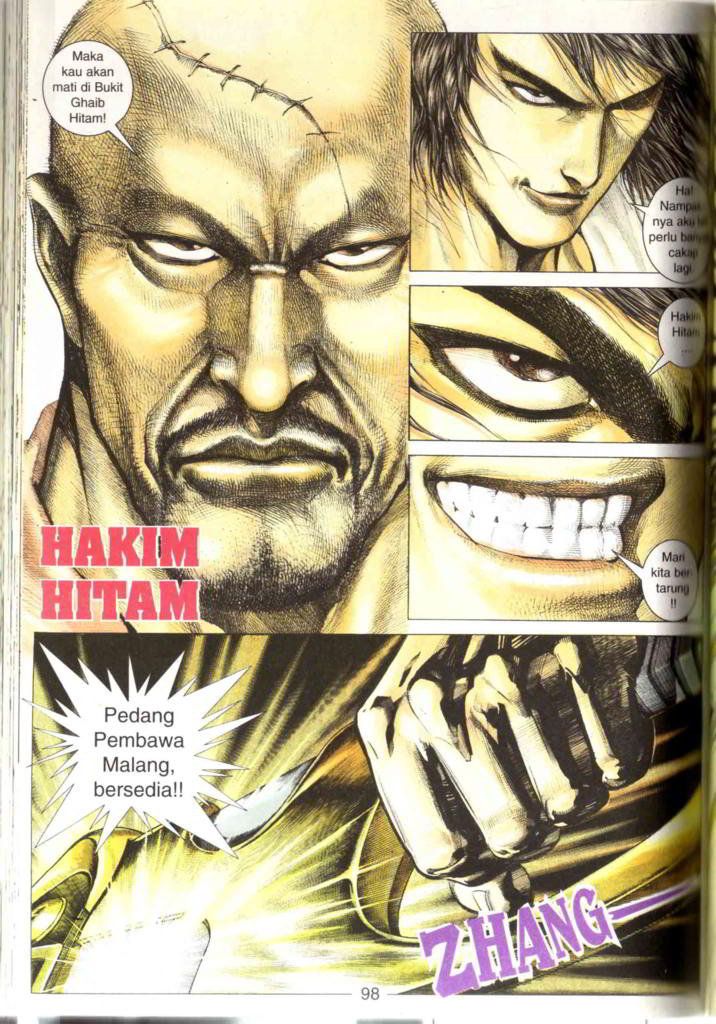 Maka
kau akan
mati di Bukit
Ghaib
Hitam!
Ha!
nya aku
perlu
cakap
lagi.
Hakim
Hitam
....
HAKIM
HITAM
Mari
kita ber
tarung
!!
Pedang
Pembawa
Malang,
bersedia!!
ZHANG
98